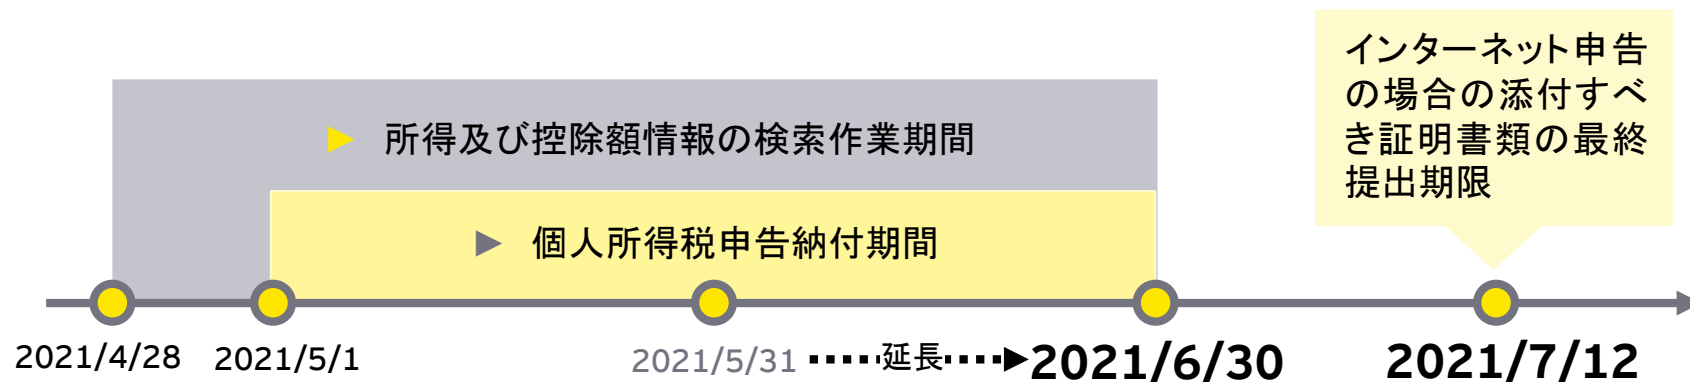 インターネット申告
の場合の添付すべ
き証明書類の最終
提出期限
▶ 所得及び控除額情報の検索作業期間
▶ 個人所得税申告納付期間
2021/4/28 2021/5/1 2021/5/31 延長 2021/6/30 2021/7/12